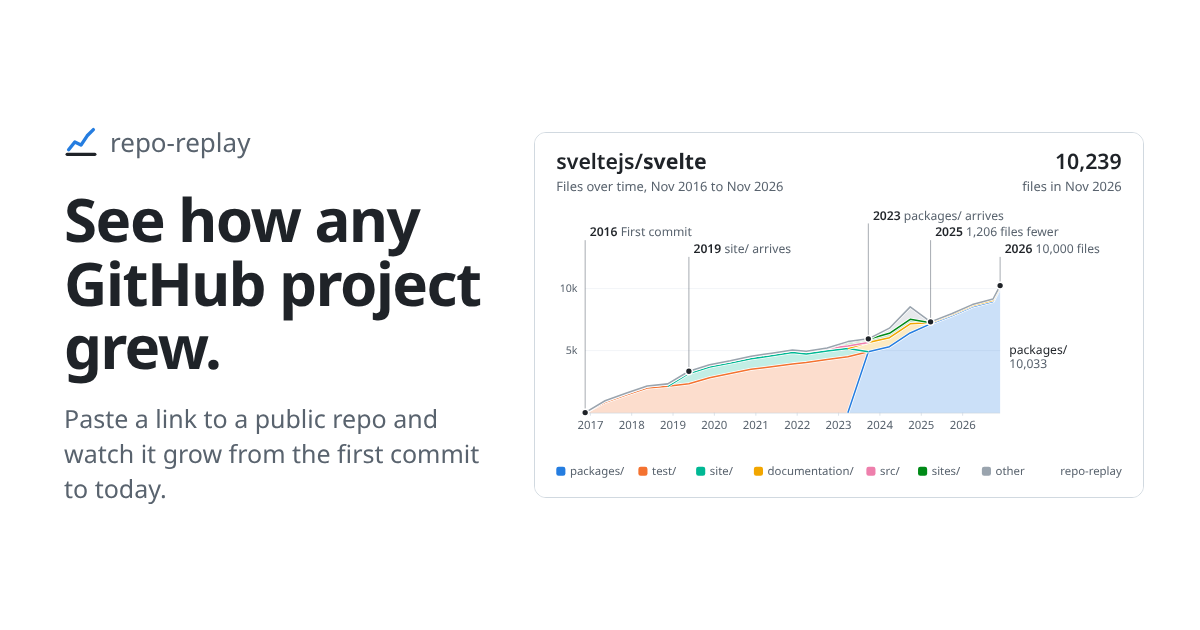 repo-replay
See how any
GitHub project
grew.
Paste a link to a public repo and
watch it grow from the first commit
to today.
sveltejs/svelte
10,239
Files over time, Nov 2016 to Nov 2026
files in Nov 2026
2023 packages/ arrives
2016 First commit
2025 1,206 files fewer
2019 site/ arrives
2026 10,000 files
10k
5k
packages/
10,033
2017 2018 2019 2020 2021 2022 2023 2024 2025 2026
packages/ test/ site/ documentation/ src/ sites/ other
repo-replay